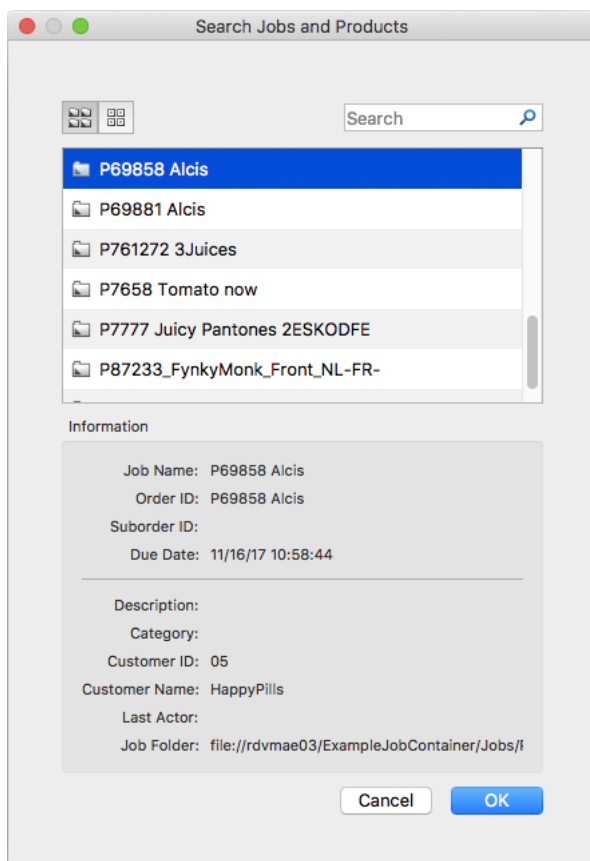 Search Jobs and Products
Search
P69858 Alcis
P69881 Alcis
P761272 3Juices
P7658 Tomato now
P7777 Juicy Pantones 2ESKODFE
P87233_FynkyMonk_Front_NL-FR-
Information
Job Name: P69858 Alcis
Order ID: P69858 Alcis
Suborder ID:
Due Date: 11/16/17 10:58:44
Description:
Category:
Customer ID: 05
Customer Name: HappyPills
Last Actor:
Job Folder: file://rdvmae03/ExampleJobContainer/Jobs/
Cancel OK